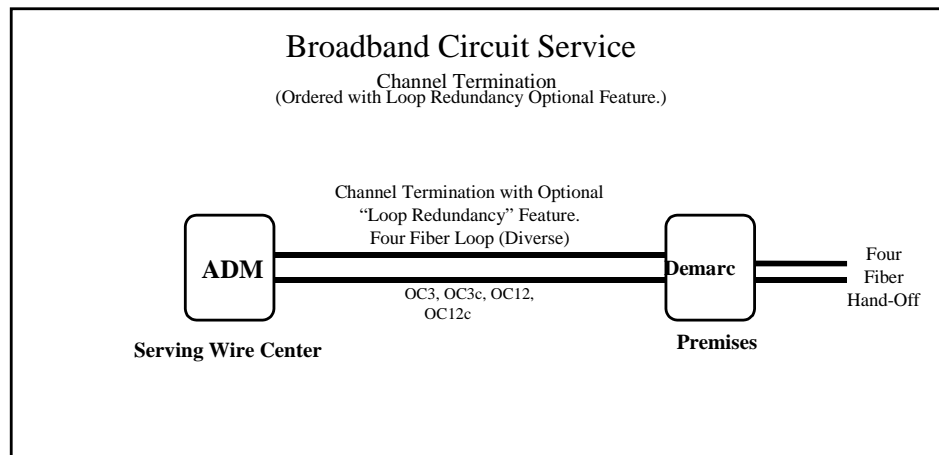 Broadband Circuit Service
Channel Termination
(Ordered with Loop Redundancy Optional Feature.)
Channel Termination with Optional
“Loop Redundancy” Feature.
Four Fiber Loop (Diverse)
ADM
Demarc
Four
Fiber
Hand-Off
OC3, OC3c, OC12,
OC12c
Serving Wire Center
Premises